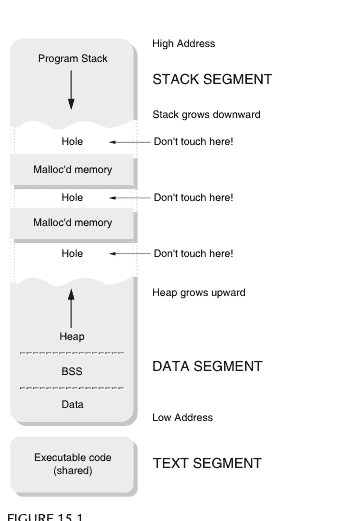 High Address
Program Stack
STACK SEGMENT
Stack grows downward
Hole
Don't touch here!
Malloc'd memory
Hole
Don't touch here!
Malloc'd memory
Hole
Don't touch here!
Heap grows upward
Heap
DATA SEGMENT
BSS
Data
Low Address
Executable code
(shared)
TEXT SEGMENT
FIGURE 15.1